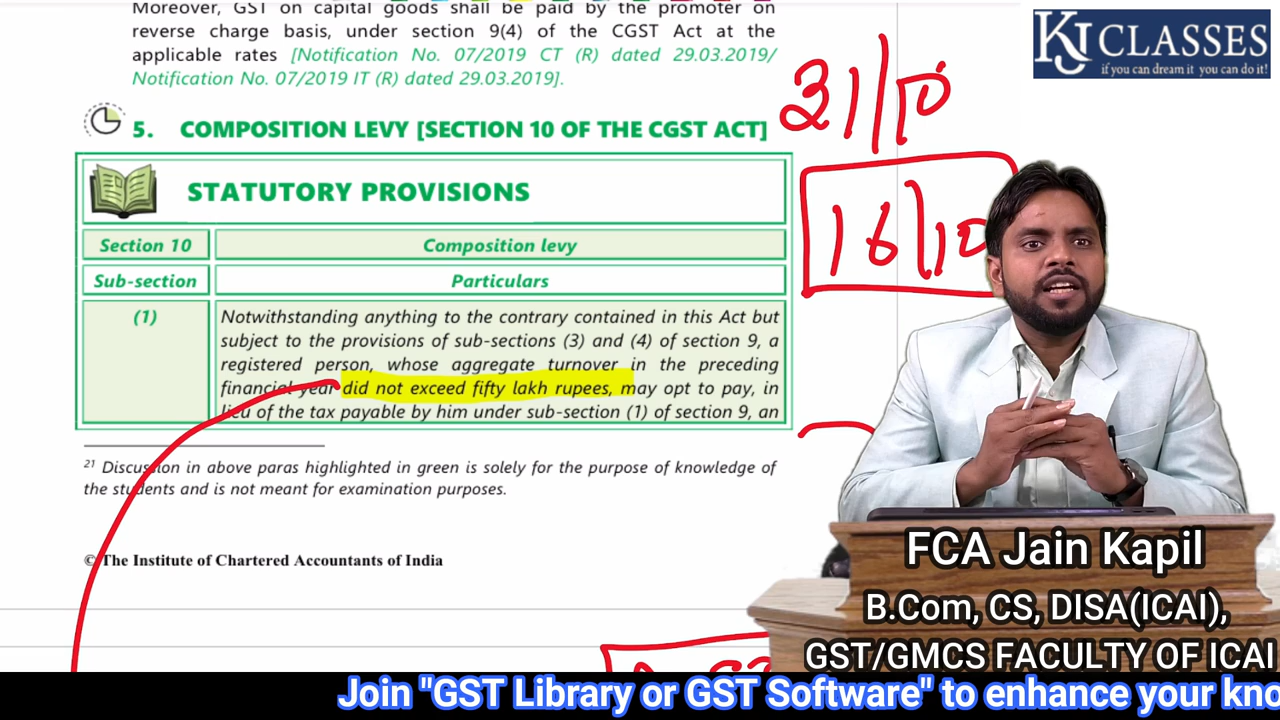 Moreover, GST on capital goods shall be paid by the promoter on
reverse charge basis, under section 9(4) of the CGST Act at the
applicable rates [Notification No. 07/2019 CT (R) dated 29.03.2019/
Notification No. 07/2019 IT (R) dated 29.03.2019].
5. COMPOSITION LEVY [SECTION 10 OF THE CGST ACT]
STATUTORY PROVISIONS
Section 10 Composition levy
Sub-section Particulars
(1) Notwithstanding anything to the contrary contained in this Act but
subject to the provisions of sub-sections (3) and (4) of section 9, a
registered person, whose aggregate turnover in the preceding
financial year did not exceed fifty lakh rupees, may opt to pay, in
lieu of the tax payable by him under sub-section (1) of section 9, an
21 Discussion in above paras highlighted in green is solely for the purpose of knowledge of
the students and is not meant for examination purposes.
© The Institute of Chartered Accountants of India
31/10
16/10
KJ CLASSES
if you can dream it you can do it!
FCA Jain Kapil
B.Com, CS, DISA(ICAI),
GST/GMCS FACULTY OF ICAI
Join "GST Library or GST Software" to enhance your